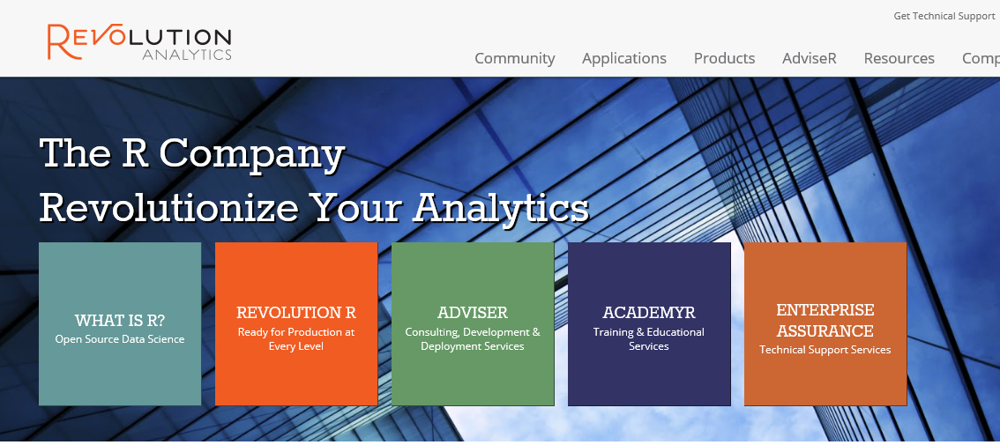 Get Technical Support
REVOLUTION
ANALYTICS
Community Applications Products AdviseR Resources Comp
The R Company
Revolutionize Your Analytics
WHAT IS R?
Open Source Data Science
REVOLUTION R
Ready for Production at
Every Level
ADVISER
Consulting, Development &
Deployment Services
ACADEMYR
Training & Educational
Services
ENTERPRISE
ASSURANCE
Technical Support Services